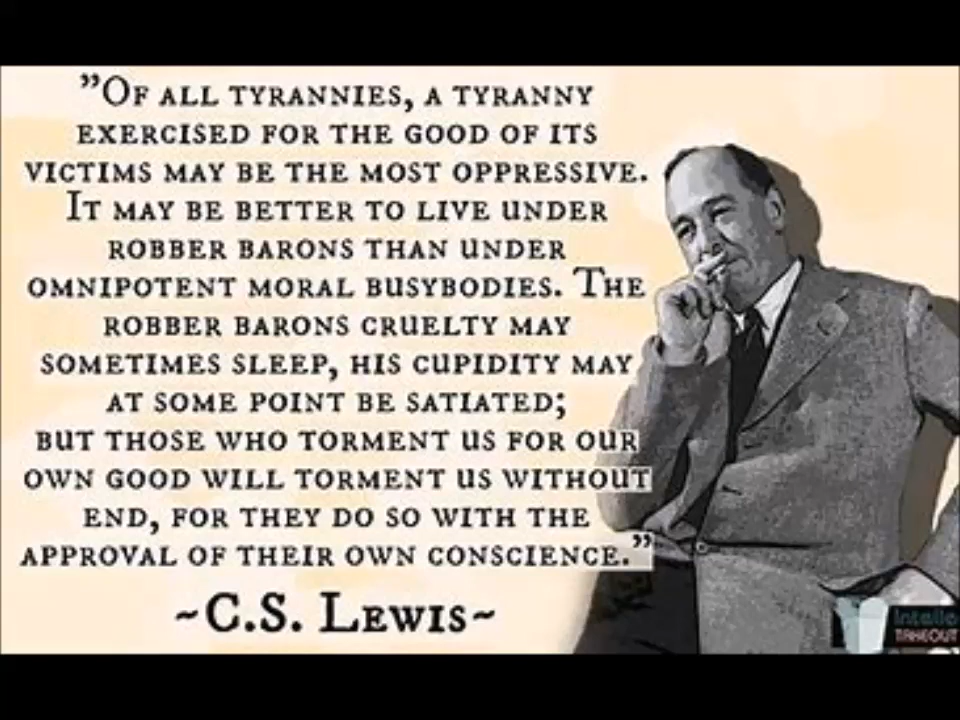 "Of all tyrannies, a tyranny
exercised for the good of its
victims may be the most oppressive.
It may be better to live under
robber barons than under
omnipotent moral busybodies. The
robber barons cruelty may
sometimes sleep, his cupidity may
at some point be satiated;
but those who torment us for our
own good will torment us without
end, for they do so with the
approval of their own conscience."
~C.S. Lewis~
Intello
TAKEOUT